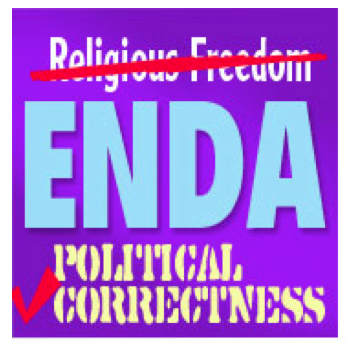 Religious Freedom
ENDA
POLITICAL
CORRECTNESS